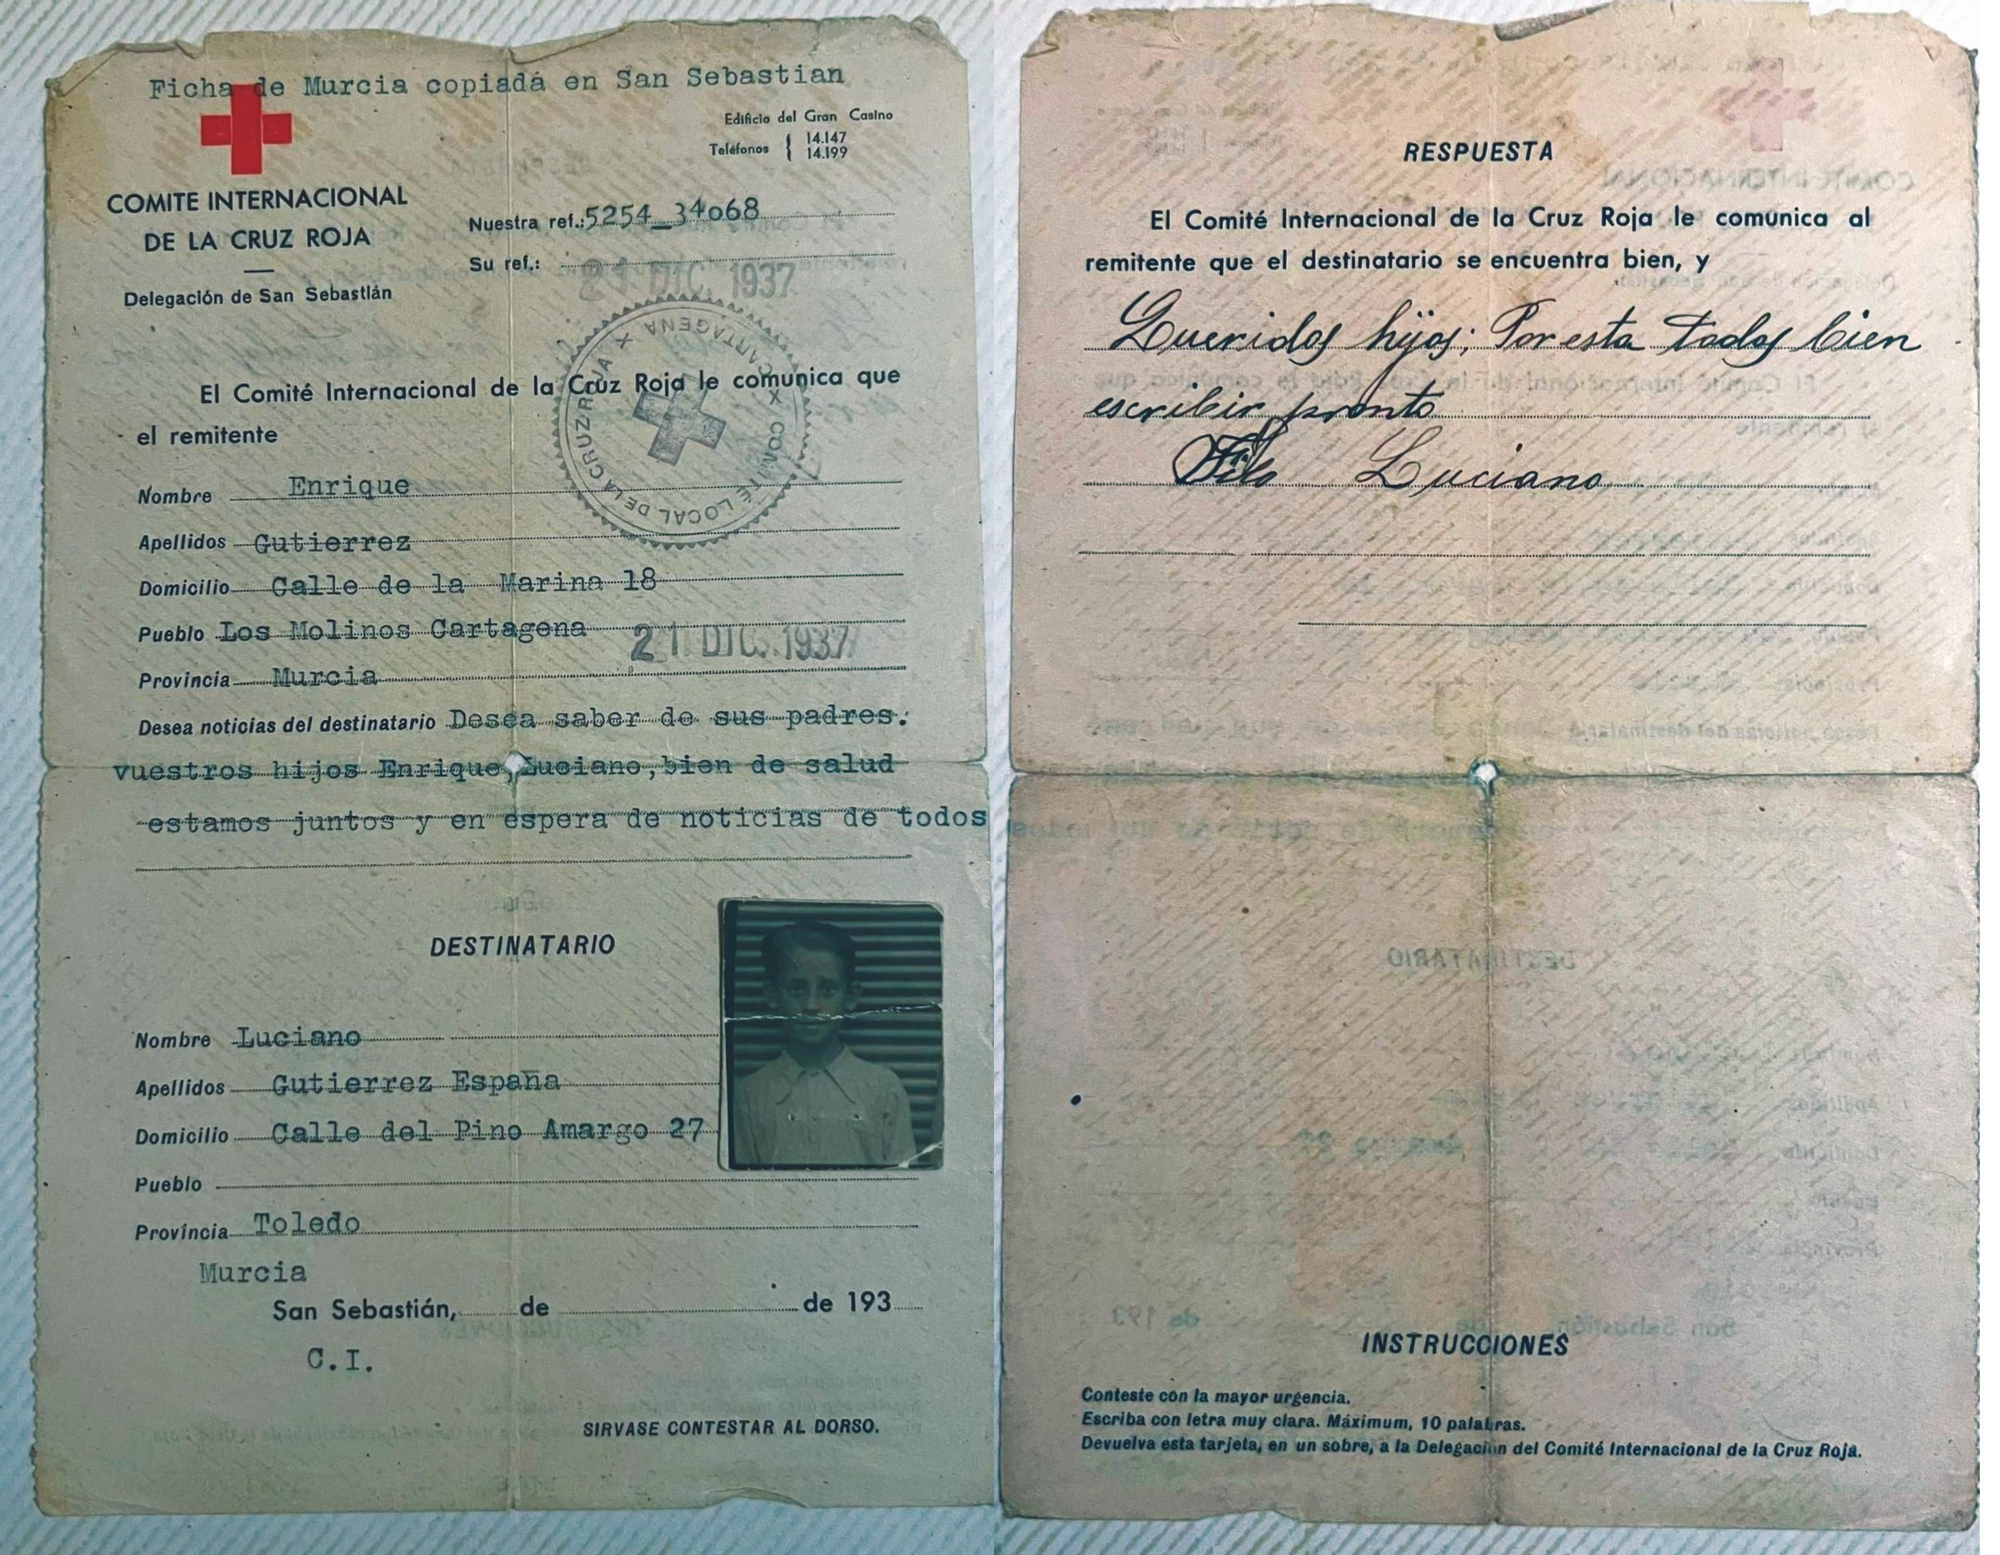 Ficha de Murcia copiada en San Sebastian
Edificio del Gran Casino
Teléfonos { 14.147
14.199
COMITE INTERNACIONAL
DE LA CRUZ ROJA
Delegación de San Sebastián
Nuestra ref.: 5254_34o68
Su ref.:
21 DIC. 1937
COMITE LOCAL DE LA CRUZ ROJA X CARTAGENA X
El Comité Internacional de la Cruz Roja le comunica que
el remitente
Nombre Enrique
Apellidos Gutierrez
Domicilio Calle de la Marina 18
Pueblo Los Molinos Cartagena
21 DIC. 1937
Provincia Murcia
Desea noticias del destinatario Desea saber de sus padres.
vuestros hijos Enrique, Luciano, bien de salud
estamos juntos y en espera de noticias de todos
DESTINATARIO
Nombre Luciano
Apellidos Gutierrez España
Domicilio Calle del Pino Amargo 27
Pueblo
Provincia Toledo
Murcia
San Sebastián, de de 193
C.I.
SIRVASE CONTESTAR AL DORSO.
RESPUESTA
El Comité Internacional de la Cruz Roja le comunica al
remitente que el destinatario se encuentra bien, y
Queridos hijos; Por esta todos bien
escribir pronto
Luciano
INSTRUCCIONES
Conteste con la mayor urgencia.
Escriba con letra muy clara. Máximum, 10 palabras.
Devuelva esta tarjeta, en un sobre, a la Delegación del Comité Internacional de la Cruz Roja.